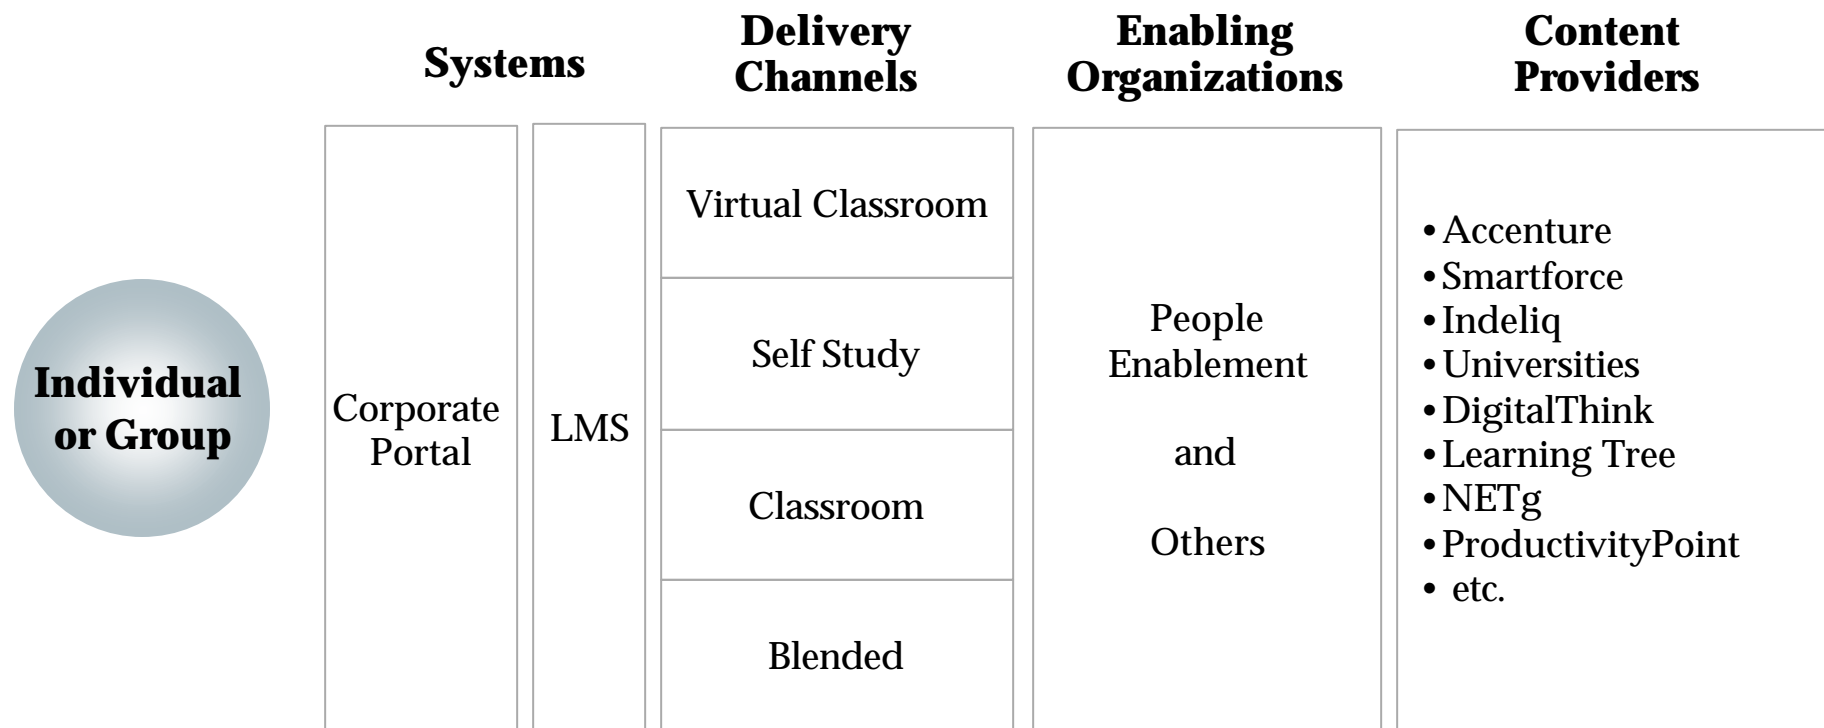 Systems
Delivery
Channels
Enabling
Organizations
Content
Providers
Individual
or Group
Corporate
Portal
LMS
Virtual Classroom
Self Study
Classroom
Blended
People
Enablement
and
Others
•Accenture
•Smartforce
•Indeliq
•Universities
•DigitalThink
•Learning Tree
•NETg
•ProductivityPoint
• etc.